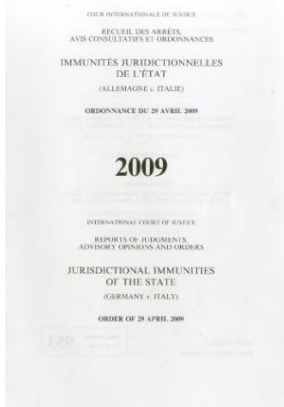 COUR INTERNATIONALE DE JUSTICE
RECUEIL DES ARRÊTS,
AVIS CONSULTATIFS ET ORDONNANCES
IMMUNITÉS JURIDICTIONNELLES
DE L'ÉTAT
(ALLEMAGNE c. ITALIE)
ORDONNANCE DU 29 AVRIL 2009
2009
INTERNATIONAL COURT OF JUSTICE
REPORTS OF JUDGMENTS,
ADVISORY OPINIONS AND ORDERS
JURISDICTIONAL IMMUNITIES
OF THE STATE
(GERMANY v. ITALY)
ORDER OF 29 APRIL 2009